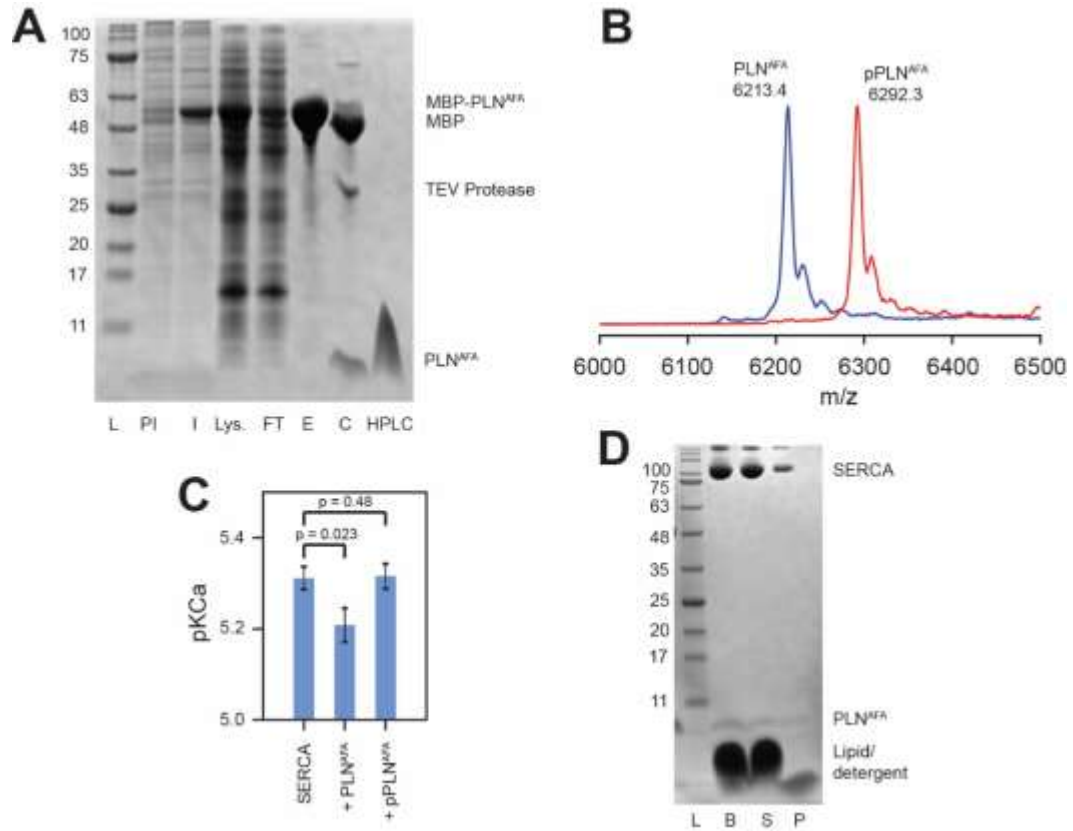 A
100
75
63
48
35
25
20
17
11
MBP-PLNᴬᶠᴬ
MBP
TEV Protease
PLNᴬᶠᴬ
L PI I Lys. FT E C HPLC
B
PLNᴬᶠᴬ
6213.4
pPLNᴬᶠᴬ
6292.3
6000 6100 6200 6300 6400 6500
m/z
C
p = 0.48
p = 0.023
5.4
5.2
5.0
pKCa
SERCA
+ PLNᴬᶠᴬ
+ pPLNᴬᶠᴬ
D
100
75
63
48
35
25
20
17
11
SERCA
PLNᴬᶠᴬ
Lipid/
detergent
L B S P